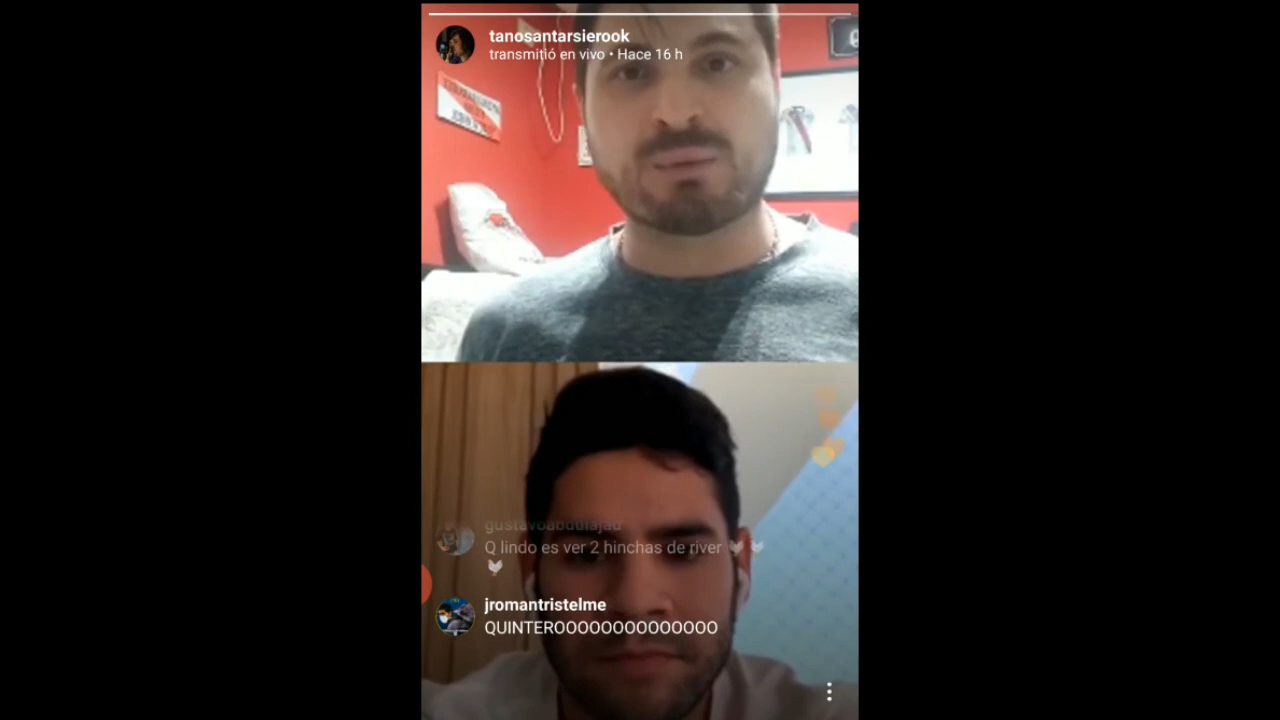 tanosantarsierook
transmitió en vivo • Hace 16 h
gustavoabdulajad
Q lindo es ver 2 hinchas de river
jromantristelme
QUINTEROOOOOOOOOOOOOO